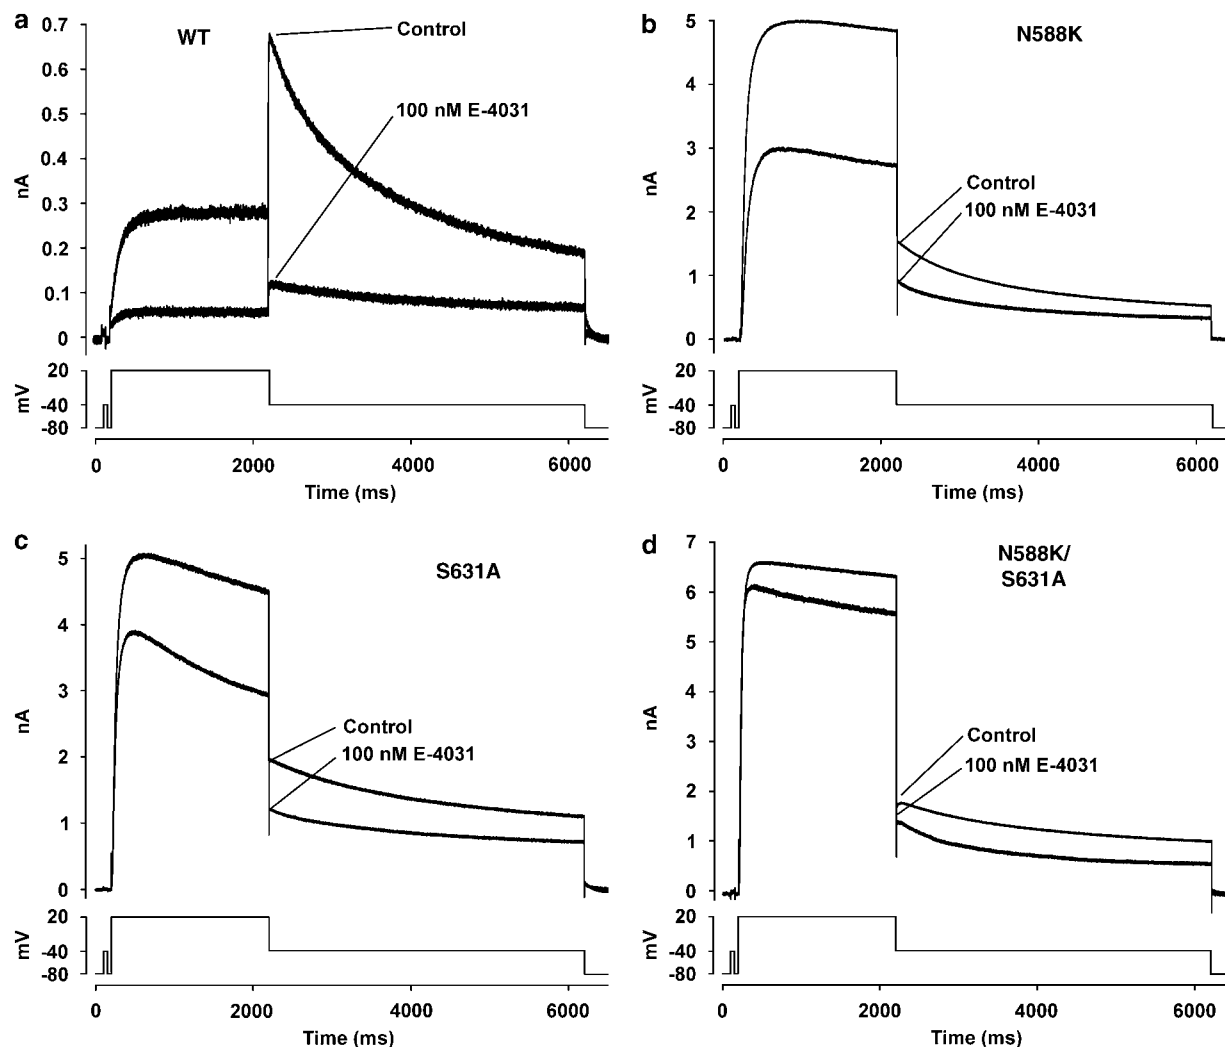 a
WT
Control
100 nM E-4031
nA
0.7
0.6
0.5
0.4
0.3
0.2
0.1
0
mV
20
-40
-80
0
2000
4000
6000
Time (ms)
b
N588K
Control
100 nM E-4031
nA
5
4
3
2
1
0
mV
20
-40
-80
0
2000
4000
6000
Time (ms)
c
S631A
Control
100 nM E-4031
nA
5
4
3
2
1
0
mV
20
-40
-80
0
2000
4000
6000
Time (ms)
d
N588K/
S631A
Control
100 nM E-4031
nA
7
6
5
4
3
2
1
0
mV
20
-40
-80
0
2000
4000
6000
Time (ms)